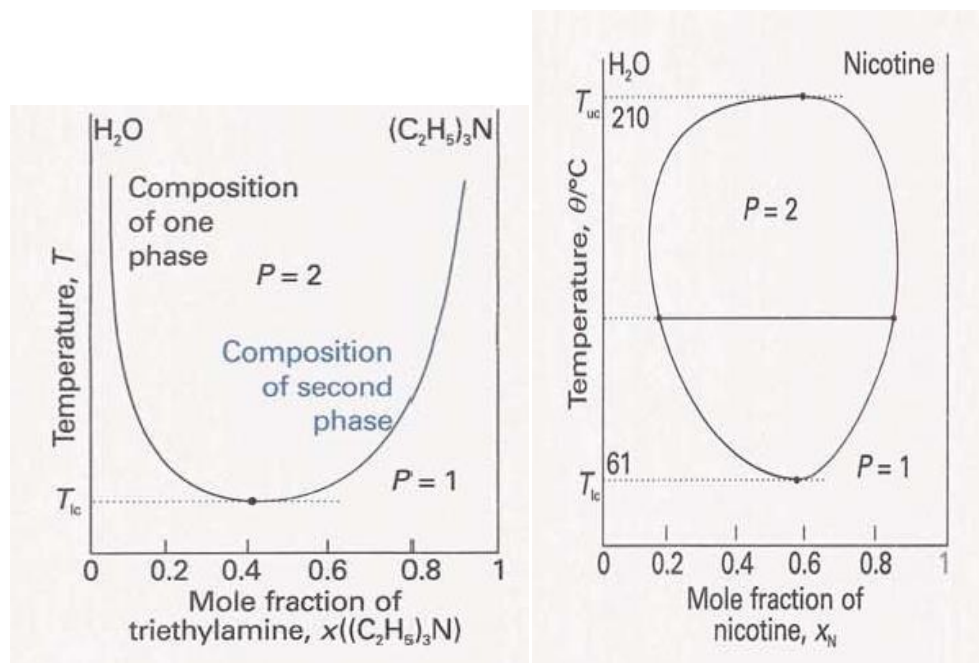 H₂O (C₂H₅)₃N
Composition
of one
phase
P = 2
Composition
of second
phase
P = 1
Temperature, T
T_lc
0 0.2 0.4 0.6 0.8 1
Mole fraction of
triethylamine, x((C₂H₅)₃N)
H₂O Nicotine
T_uc 210
P = 2
Temperature, θ/°C
61
T_lc
P = 1
0 0.2 0.4 0.6 0.8 1
Mole fraction of
nicotine, x_N